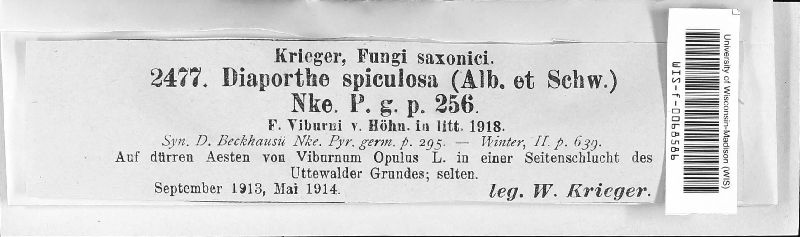 Krieger, Fungi saxonici.
2477. Diaporthe spiculosa (Alb. et Schw.)
Nke. P. g. p. 256.
F. Viburni v. Höhn. in litt. 1918.
Syn. D. Beckhausii Nke. Pyr. germ. p. 295. — Winter, II. p. 639.
Auf dürren Aesten von Viburnum Opulus L. in einer Seitenschlucht des
Uttewalder Grundes; selten.
September 1913, Mai 1914.
leg. W. Krieger.
University of Wisconsin-Madison (WIS)
WIS-f-0068586